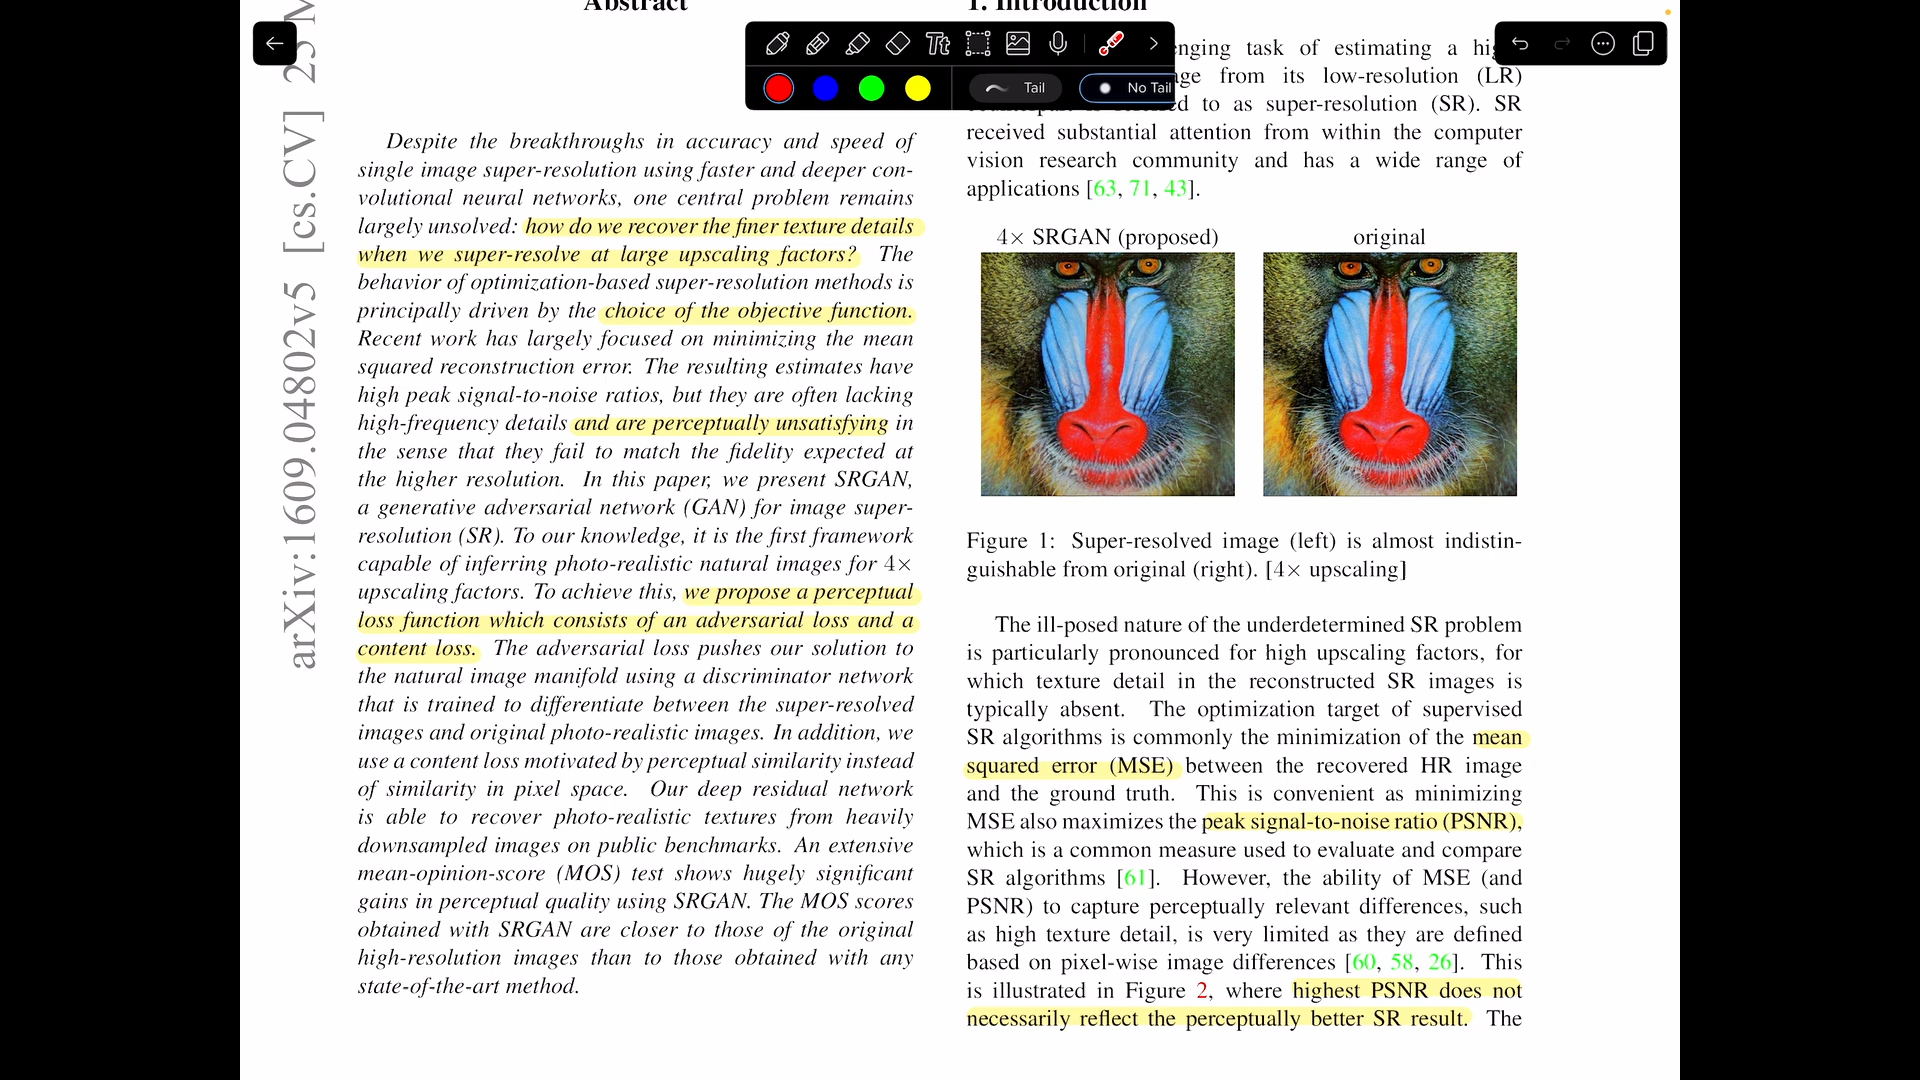 Abstract
Despite the breakthroughs in accuracy and speed of
single image super-resolution using faster and deeper con-
volutional neural networks, one central problem remains
largely unsolved: how do we recover the finer texture details
when we super-resolve at large upscaling factors? The
behavior of optimization-based super-resolution methods is
principally driven by the choice of the objective function.
Recent work has largely focused on minimizing the mean
squared reconstruction error. The resulting estimates have
high peak signal-to-noise ratios, but they are often lacking
high-frequency details and are perceptually unsatisfying in
the sense that they fail to match the fidelity expected at
the higher resolution. In this paper, we present SRGAN,
a generative adversarial network (GAN) for image super-
resolution (SR). To our knowledge, it is the first framework
capable of inferring photo-realistic natural images for 4×
upscaling factors. To achieve this, we propose a perceptual
loss function which consists of an adversarial loss and a
content loss. The adversarial loss pushes our solution to
the natural image manifold using a discriminator network
that is trained to differentiate between the super-resolved
images and original photo-realistic images. In addition, we
use a content loss motivated by perceptual similarity instead
of similarity in pixel space. Our deep residual network
is able to recover photo-realistic textures from heavily
downsampled images on public benchmarks. An extensive
mean-opinion-score (MOS) test shows hugely significant
gains in perceptual quality using SRGAN. The MOS scores
obtained with SRGAN are closer to those of the original
high-resolution images than to those obtained with any
state-of-the-art method.
arXiv:1609.04802v5 [cs.CV] 25 M
Tt
Tail
No Tail
1. Introduction
enging task of estimating a
from its low-resolution (LR)
to as super-resolution (SR). SR
received substantial attention from within the computer
vision research community and has a wide range of
applications [63, 71, 43].
4× SRGAN (proposed)
original
Figure 1: Super-resolved image (left) is almost indistin-
guishable from original (right). [4× upscaling]
The ill-posed nature of the underdetermined SR problem
is particularly pronounced for high upscaling factors, for
which texture detail in the reconstructed SR images is
typically absent. The optimization target of supervised
SR algorithms is commonly the minimization of the mean
squared error (MSE) between the recovered HR image
and the ground truth. This is convenient as minimizing
MSE also maximizes the peak signal-to-noise ratio (PSNR),
which is a common measure used to evaluate and compare
SR algorithms [61]. However, the ability of MSE (and
PSNR) to capture perceptually relevant differences, such
as high texture detail, is very limited as they are defined
based on pixel-wise image differences [60, 58, 26]. This
is illustrated in Figure 2, where highest PSNR does not
necessarily reflect the perceptually better SR result. The